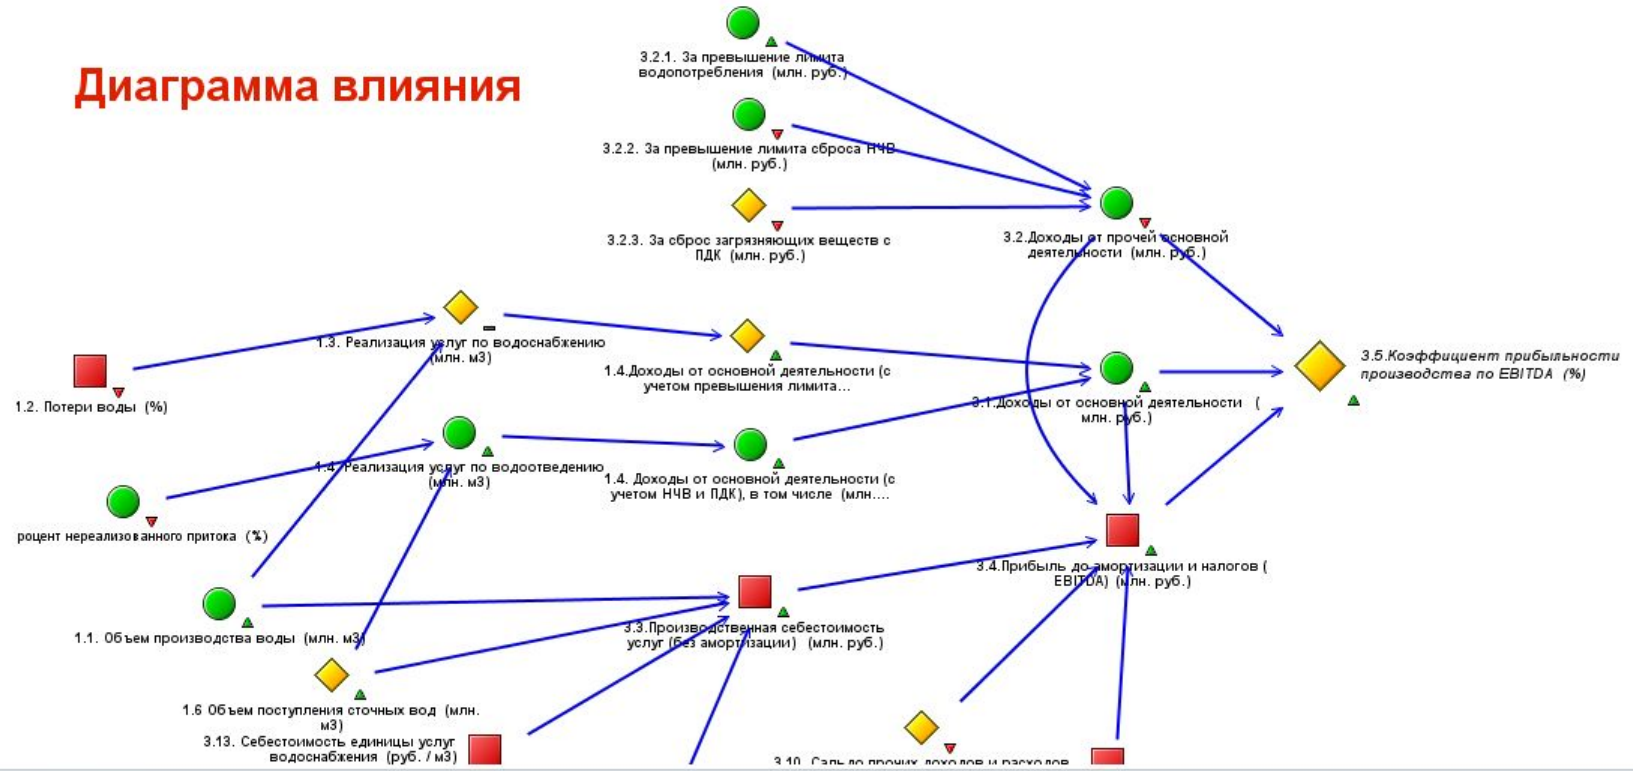 Диаграмма влияния
3.2.1. За превышение лимита
водопотребления (млн. руб.)
3.2.2. За превышение лимита сброса НЧВ
(млн. руб.)
3.2.3. За сброс загрязняющих веществ с
ПДК (млн. руб.)
3.2.Доходы от прочей основной
деятельности (млн. руб.)
1.3. Реализация услуг по водоснабжению
(млн. м3)
1.4.Доходы от основной деятельности (с
учетом превышения лимита...
3.5.Коэффициент прибыльности
производства по EBITDA (%)
1.2. Потери воды (%)
3.1.Доходы от основной деятельности (
млн. руб.)
1.4. Реализация услуг по водоотведению
(млн. м3)
1.4. Доходы от основной деятельности (с
учетом НЧВ и ПДК), в том числе (млн....
роцент нереализованного притока (%)
3.4.Прибыль до амортизации и налогов (
EBITDA) (млн. руб.)
1.1. Объем производства воды (млн. м3)
3.3.Производственная себестоимость
услуг (без амортизации) (млн. руб.)
1.6 Объем поступления сточных вод (млн.
м3)
3.13. Себестоимость единицы услуг
водоснабжения (руб. / м3)
3.10. Сальдо прочих доходов и расходов